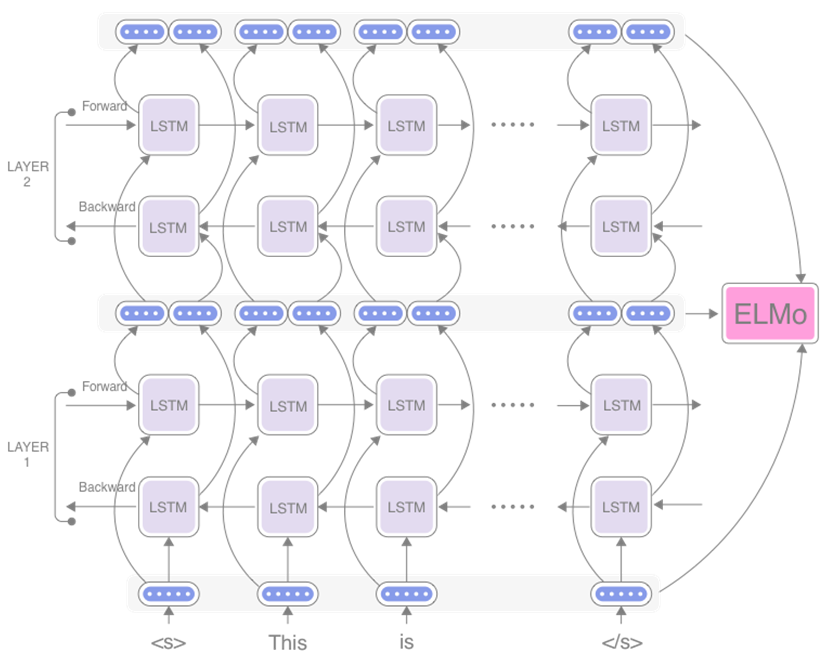 Forward
LSTM LSTM LSTM LSTM
LAYER
2
Backward
LSTM LSTM LSTM LSTM
ELMo
Forward
LSTM LSTM LSTM LSTM
LAYER
1
Backward
LSTM LSTM LSTM LSTM
<s> This is </s>